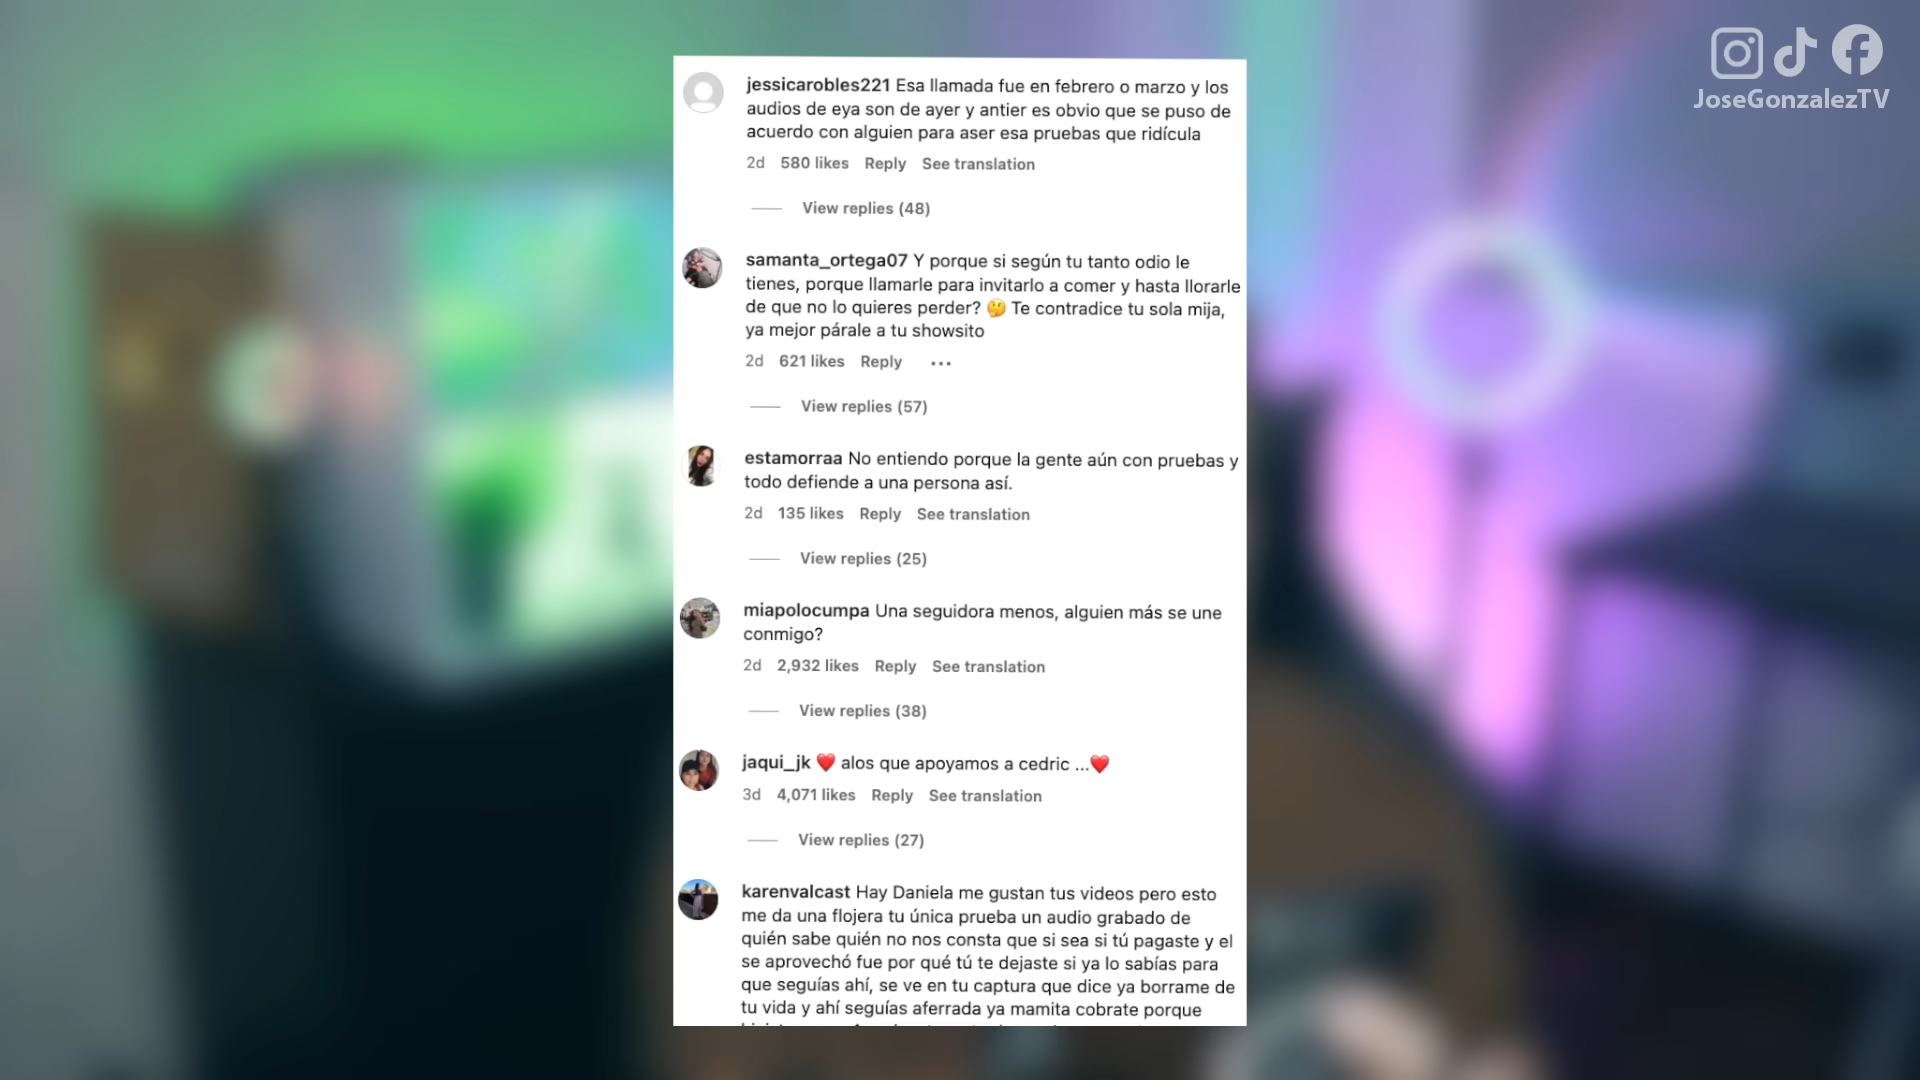 JoseGonzalezTV
jessicarobles221 Esa llamada fue en febrero o marzo y los
audios de eya son de ayer y antier es obvio que se puso de
acuerdo con alguien para aser esa pruebas que ridícula
2d 580 likes Reply See translation
View replies (48)
samanta_ortega07 Y porque si según tu tanto odio le
tienes, porque llamarle para invitarlo a comer y hasta llorarle
de que no lo quieres perder? 🤔 Te contradice tu sola mija,
ya mejor párale a tu showsito
2d 621 likes Reply ...
View replies (57)
estamorraa No entiendo porque la gente aún con pruebas y
todo defiende a una persona así.
2d 135 likes Reply See translation
View replies (25)
miapolocumpa Una seguidora menos, alguien más se une
conmigo?
2d 2,932 likes Reply See translation
View replies (38)
jaqui_jk ❤️ alos que apoyamos a cedric ...❤️
3d 4,071 likes Reply See translation
View replies (27)
karenvalcast Hay Daniela me gustan tus videos pero esto
me da una flojera tu única prueba un audio grabado de
quién sabe quién no nos consta que si sea si tú pagaste y el
se aprovechó fue por qué tú te dejaste si ya lo sabías para
que seguías ahí, se ve en tu captura que dice ya borrame de
tu vida y ahí seguías aferrada ya mamita cobrate porque